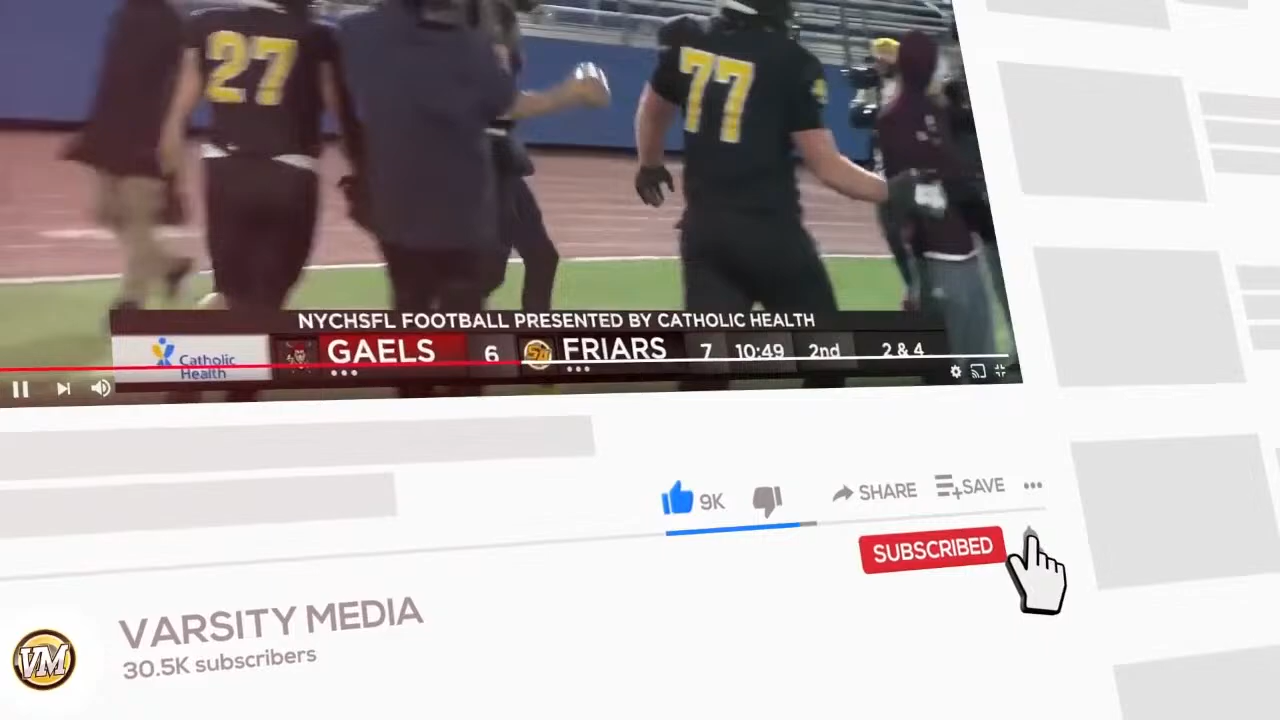 27
77
NYCHSFL FOOTBALL PRESENTED BY CATHOLIC HEALTH
Catholic Health
GAELS 6 SA FRIARS 7 10:49 2nd 2 & 4
9K SHARE SAVE
SUBSCRIBED
VARSITY MEDIA
30.5K subscribers
VM